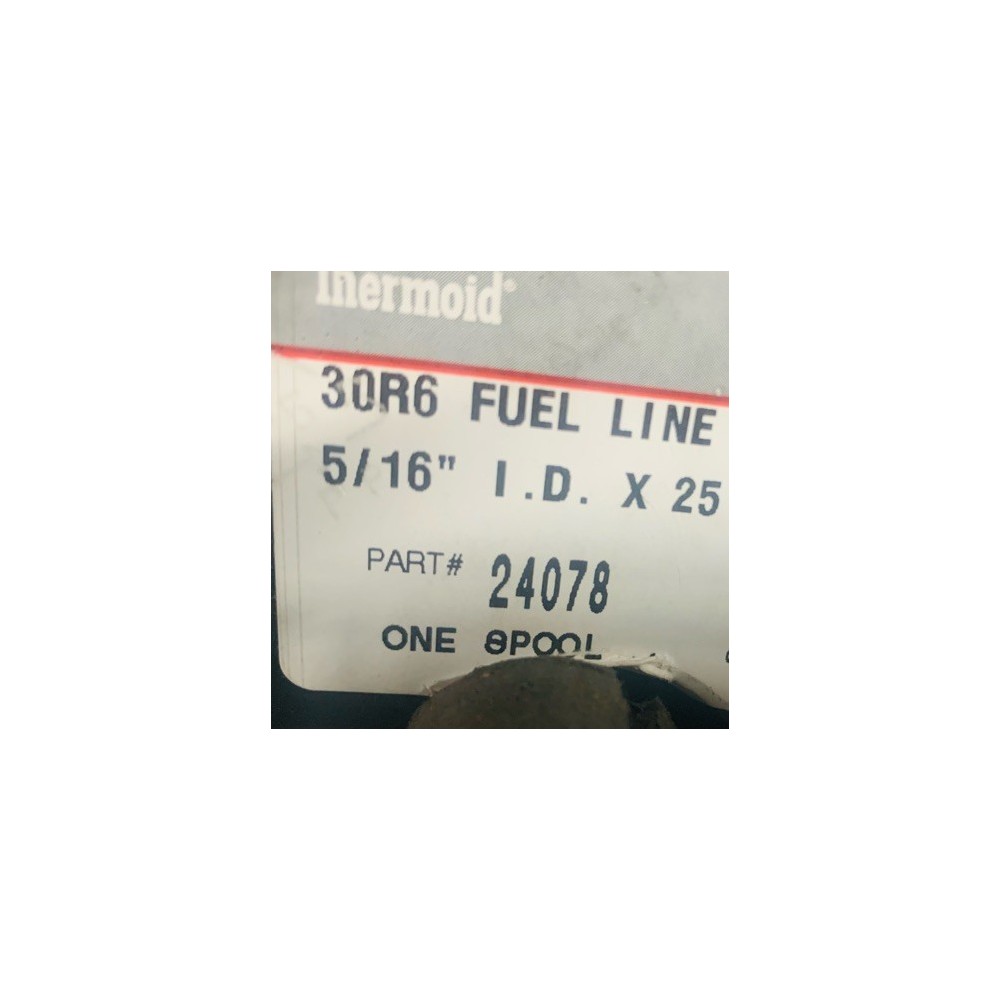 Thermoid®
30R6 FUEL LINE
5/16" I.D. X 25
PART# 24078
ONE SPOOL